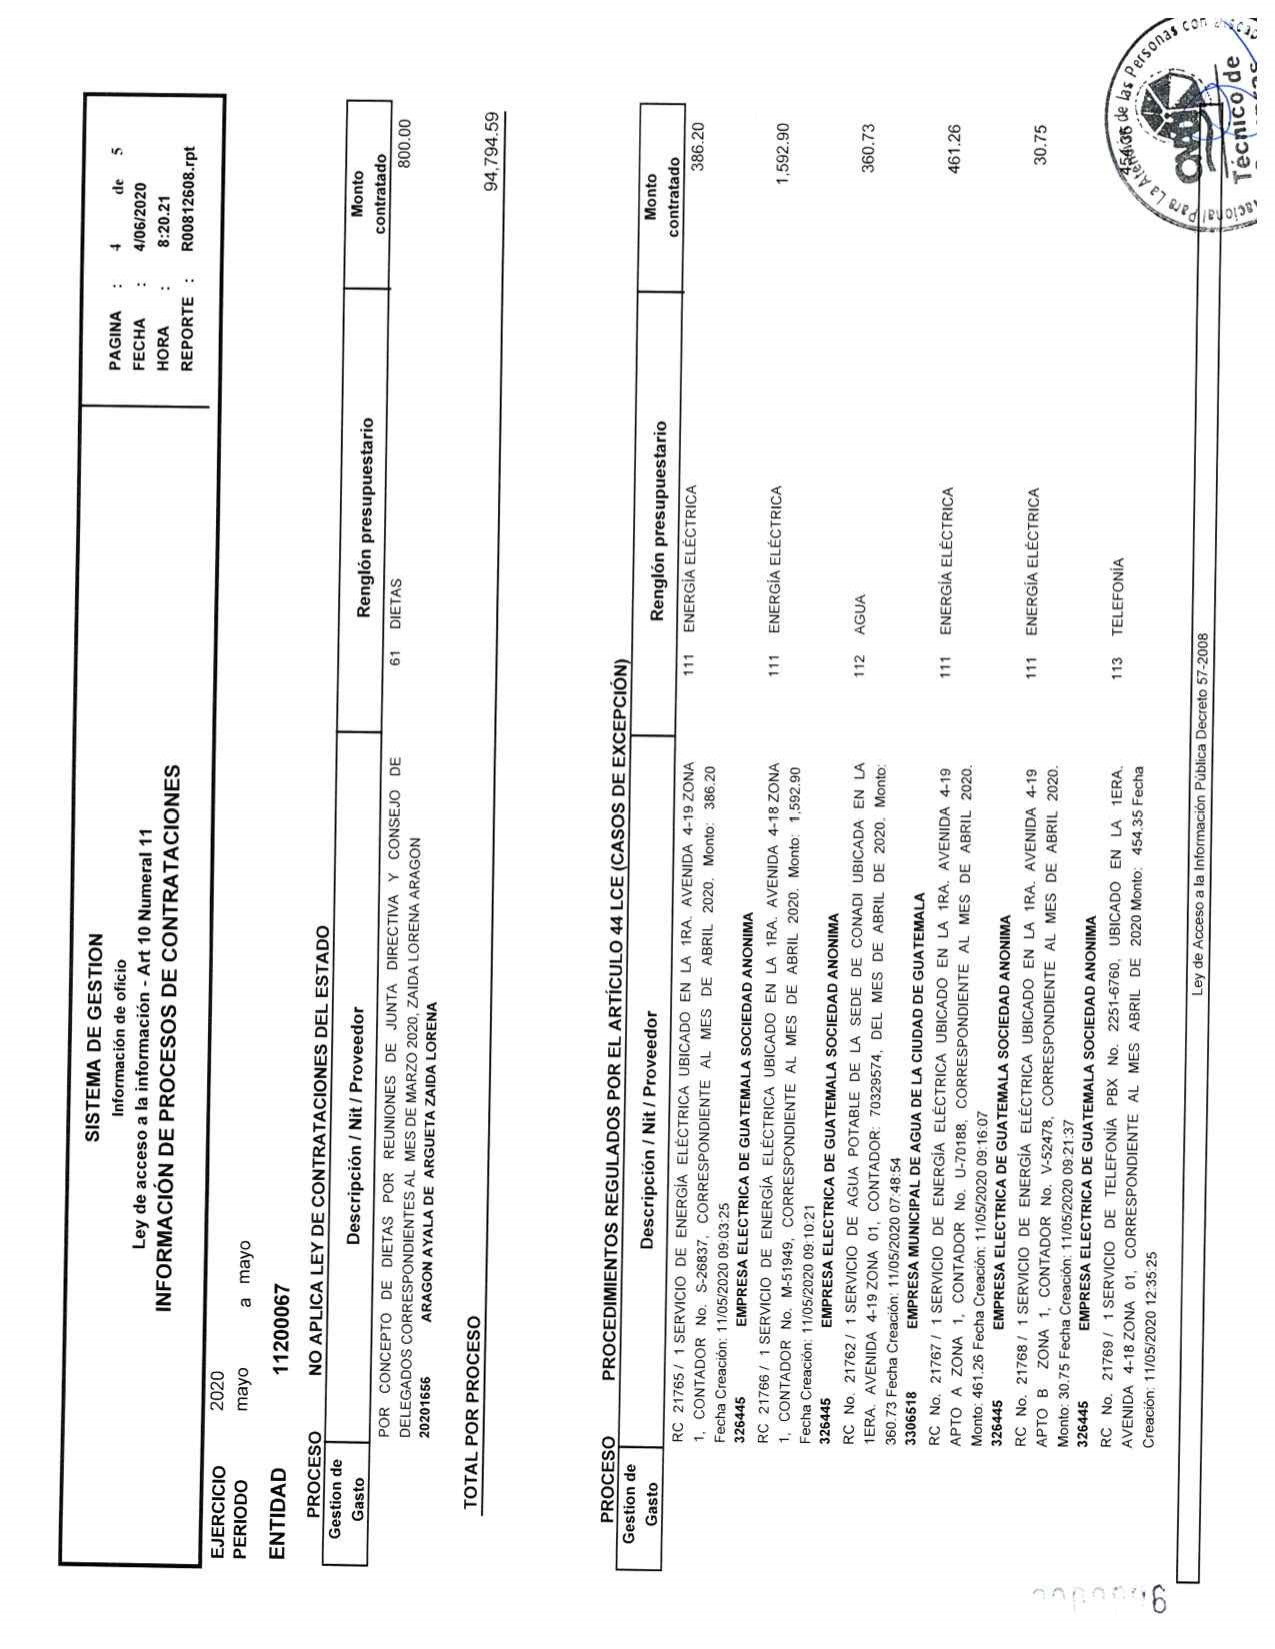 SISTEMA DE GESTION
Información de oficio
Ley de acceso a la información - Art 10 Numeral 11
INFORMACIÓN DE PROCESOS DE CONTRATACIONES
PAGINA : 4 de 5
FECHA : 4/06/2020
HORA : 8:20.21
REPORTE : R00812608.rpt
EJERCICIO 2020
PERIODO mayo a mayo
ENTIDAD 11200067
PROCESO NO APLICA LEY DE CONTRATACIONES DEL ESTADO
Gestion de Gasto Descripción / Nit / Proveedor Renglón presupuestario Monto contratado
POR CONCEPTO DE DIETAS POR REUNIONES DE JUNTA DIRECTIVA Y CONSEJO DE 61 DIETAS 800.00
DELEGADOS CORRESPONDIENTES AL MES DE MARZO 2020, ZAIDA LORENA ARAGON
20201656 ARAGON AYALA DE ARGUETA ZAIDA LORENA
TOTAL POR PROCESO 94,794.59
PROCESO PROCEDIMIENTOS REGULADOS POR EL ARTÍCULO 44 LCE (CASOS DE EXCEPCIÓN)
Gestion de Gasto Descripción / Nit / Proveedor Renglón presupuestario Monto contratado
RC 21765 / 1 SERVICIO DE ENERGÍA ELÉCTRICA UBICADO EN LA 1RA. AVENIDA 4-19 ZONA 111 ENERGÍA ELÉCTRICA 386.20
1, CONTADOR No. S-26837, CORRESPONDIENTE AL MES DE ABRIL 2020. Monto: 386.20
Fecha Creación: 11/05/2020 09:03:25
326445 EMPRESA ELECTRICA DE GUATEMALA SOCIEDAD ANONIMA
RC 21766 / 1 SERVICIO DE ENERGÍA ELÉCTRICA UBICADO EN LA 1RA. AVENIDA 4-18 ZONA 111 ENERGÍA ELÉCTRICA 1,592.90
1, CONTADOR No. M-51949, CORRESPONDIENTE AL MES DE ABRIL 2020. Monto: 1,592.90
Fecha Creación: 11/05/2020 09:10:21
326445 EMPRESA ELECTRICA DE GUATEMALA SOCIEDAD ANONIMA
RC No. 21762 / 1 SERVICIO DE AGUA POTABLE DE LA SEDE DE CONADI UBICADA EN LA 112 AGUA 360.73
1ERA. AVENIDA 4-19 ZONA 01, CONTADOR: 70329574, DEL MES DE ABRIL DE 2020. Monto:
360.73 Fecha Creación: 11/05/2020 07:48:54
3306518 EMPRESA MUNICIPAL DE AGUA DE LA CIUDAD DE GUATEMALA
RC No. 21767 / 1 SERVICIO DE ENERGÍA ELÉCTRICA UBICADO EN LA 1RA. AVENIDA 4-19 111 ENERGÍA ELÉCTRICA 461.26
APTO A ZONA 1, CONTADOR No. U-70188, CORRESPONDIENTE AL MES DE ABRIL 2020.
Monto: 461.26 Fecha Creación: 11/05/2020 09:16:07
326445 EMPRESA ELECTRICA DE GUATEMALA SOCIEDAD ANONIMA
RC No. 21768 / 1 SERVICIO DE ENERGÍA ELÉCTRICA UBICADO EN LA 1RA. AVENIDA 4-19 111 ENERGÍA ELÉCTRICA 30.75
APTO B ZONA 1, CONTADOR No. V-52478, CORRESPONDIENTE AL MES DE ABRIL 2020.
Monto: 30.75 Fecha Creación: 11/05/2020 09:21:37
326445 EMPRESA ELECTRICA DE GUATEMALA SOCIEDAD ANONIMA
RC No. 21769 / 1 SERVICIO DE TELEFONÍA PBX No. 2251-6760, UBICADO EN LA 1ERA. 113 TELEFONÍA 454.35
AVENIDA 4-18 ZONA 01, CORRESPONDIENTE AL MES ABRIL DE 2020 Monto: 454.35 Fecha
Creación: 11/05/2020 12:35:25
Para La Atención de las Personas con
Técnico de
Ley de Acceso a la Información Pública Decreto 57-2008